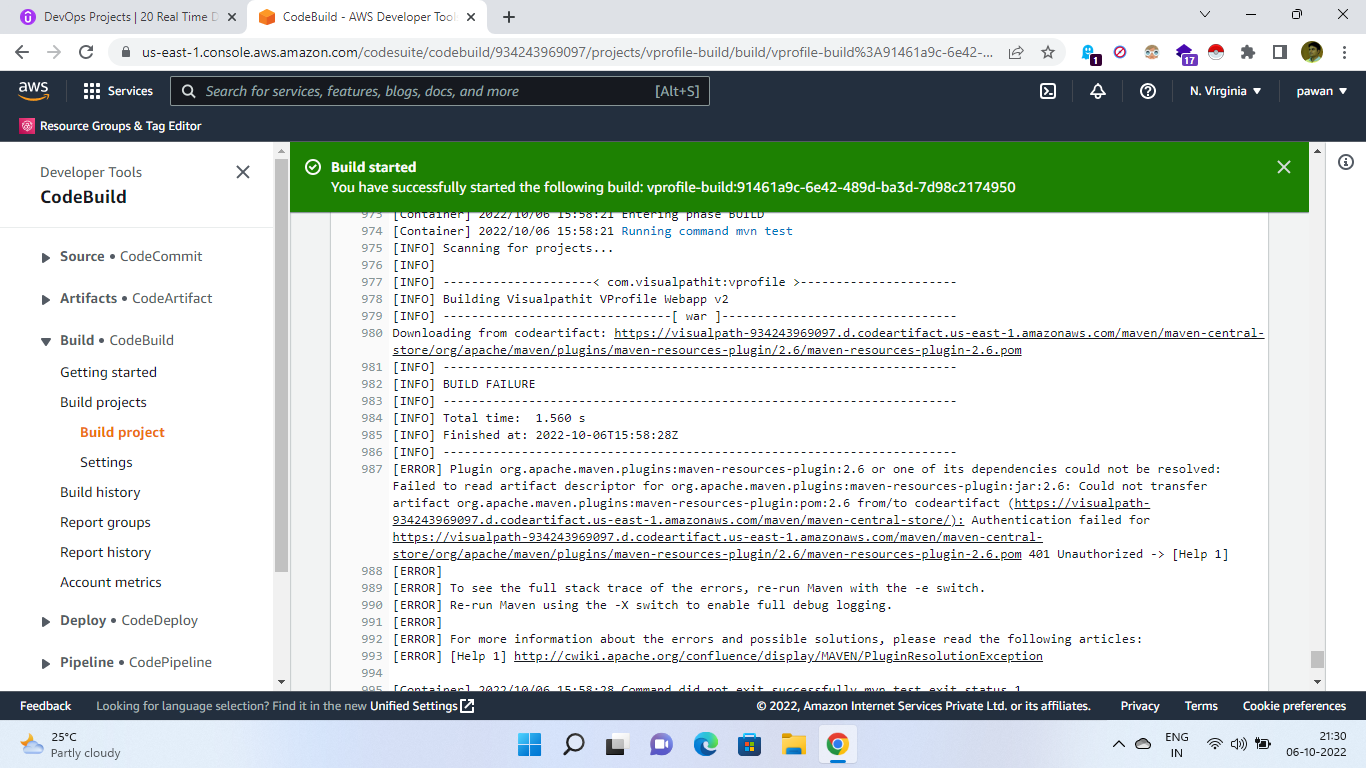 DevOps Projects | 20 Real Time D
CodeBuild - AWS Developer Tools
us-east-1.console.aws.amazon.com/codesuite/codebuild/934243969097/projects/vprofile-build/build/vprofile-build%3A91461a9c-6e42-...
1
17
aws
Services
Search for services, features, blogs, docs, and more
[Alt+S]
N. Virginia
pawan
Resource Groups & Tag Editor
Developer Tools
CodeBuild
Source • CodeCommit
Artifacts • CodeArtifact
Build • CodeBuild
Getting started
Build projects
Build project
Settings
Build history
Report groups
Report history
Account metrics
Deploy • CodeDeploy
Pipeline • CodePipeline
Build started
You have successfully started the following build: vprofile-build:91461a9c-6e42-489d-ba3d-7d98c2174950
973 [Container] 2022/10/06 15:58:21 Entering phase BUILD
974 [Container] 2022/10/06 15:58:21 Running command mvn test
975 [INFO] Scanning for projects...
976 [INFO]
977 [INFO] ---------------------< com.visualpathit:vprofile >----------------------
978 [INFO] Building Visualpathit VProfile Webapp v2
979 [INFO] --------------------------------[ war ]---------------------------------
980 Downloading from codeartifact: https://visualpath-934243969097.d.codeartifact.us-east-1.amazonaws.com/maven/maven-central-
store/org/apache/maven/plugins/maven-resources-plugin/2.6/maven-resources-plugin-2.6.pom
981 [INFO] ------------------------------------------------------------------------
982 [INFO] BUILD FAILURE
983 [INFO] ------------------------------------------------------------------------
984 [INFO] Total time:  1.560 s
985 [INFO] Finished at: 2022-10-06T15:58:28Z
986 [INFO] ------------------------------------------------------------------------
987 [ERROR] Plugin org.apache.maven.plugins:maven-resources-plugin:2.6 or one of its dependencies could not be resolved:
Failed to read artifact descriptor for org.apache.maven.plugins:maven-resources-plugin:jar:2.6: Could not transfer
artifact org.apache.maven.plugins:maven-resources-plugin:pom:2.6 from/to codeartifact (https://visualpath-
934243969097.d.codeartifact.us-east-1.amazonaws.com/maven/maven-central-store/): Authentication failed for
https://visualpath-934243969097.d.codeartifact.us-east-1.amazonaws.com/maven/maven-central-
store/org/apache/maven/plugins/maven-resources-plugin/2.6/maven-resources-plugin-2.6.pom 401 Unauthorized -> [Help 1]
988 [ERROR]
989 [ERROR] To see the full stack trace of the errors, re-run Maven with the -e switch.
990 [ERROR] Re-run Maven using the -X switch to enable full debug logging.
991 [ERROR]
992 [ERROR] For more information about the errors and possible solutions, please read the following articles:
993 [ERROR] [Help 1] http://cwiki.apache.org/confluence/display/MAVEN/PluginResolutionException
994
995 [Container] 2022/10/06 15:58:28 Command did not exit successfully mvn test exit status 1
Feedback
Looking for language selection? Find it in the new Unified Settings
© 2022, Amazon Internet Services Private Ltd. or its affiliates.
Privacy
Terms
Cookie preferences
25°C
Partly cloudy
ENG
IN
21:30
06-10-2022